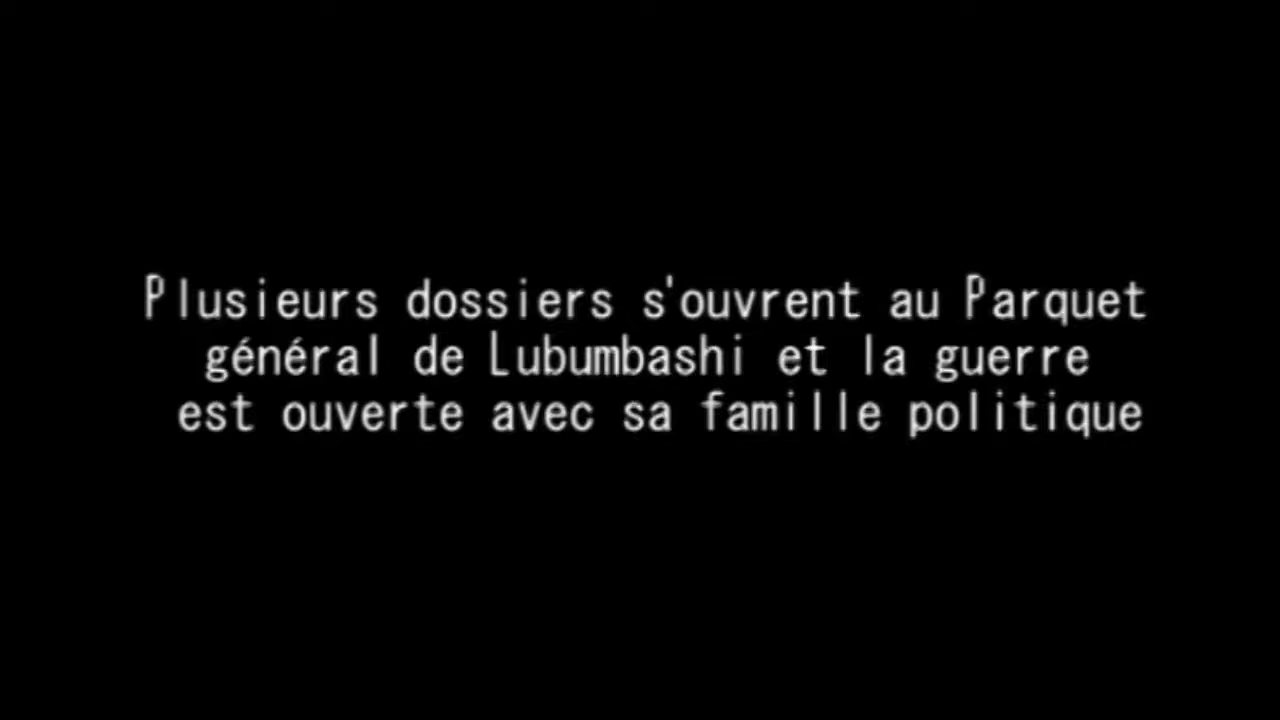 Plusieurs dossiers s'ouvrent au Parquet
général de Lubumbashi et la guerre
est ouverte avec sa famille politique